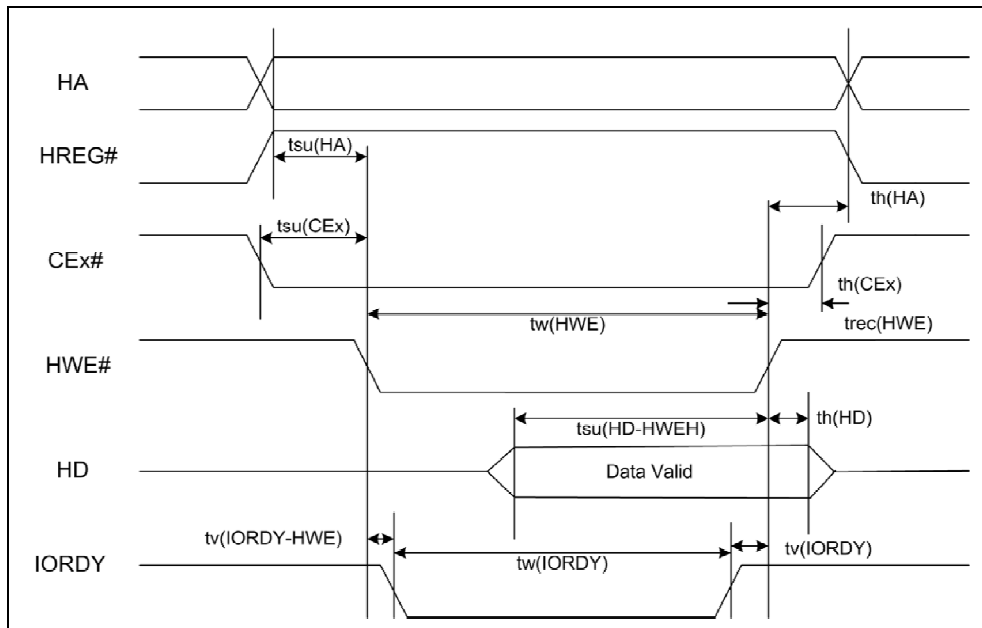 HA
HREG#
tsu(HA)
th(HA)
tsu(CEx)
CEx#
th(CEx)
tw(HWE)
trec(HWE)
HWE#
th(HD)
tsu(HD-HWEH)
HD
Data Valid
tv(IORDY-HWE)
tw(IORDY)
tv(IORDY)
IORDY